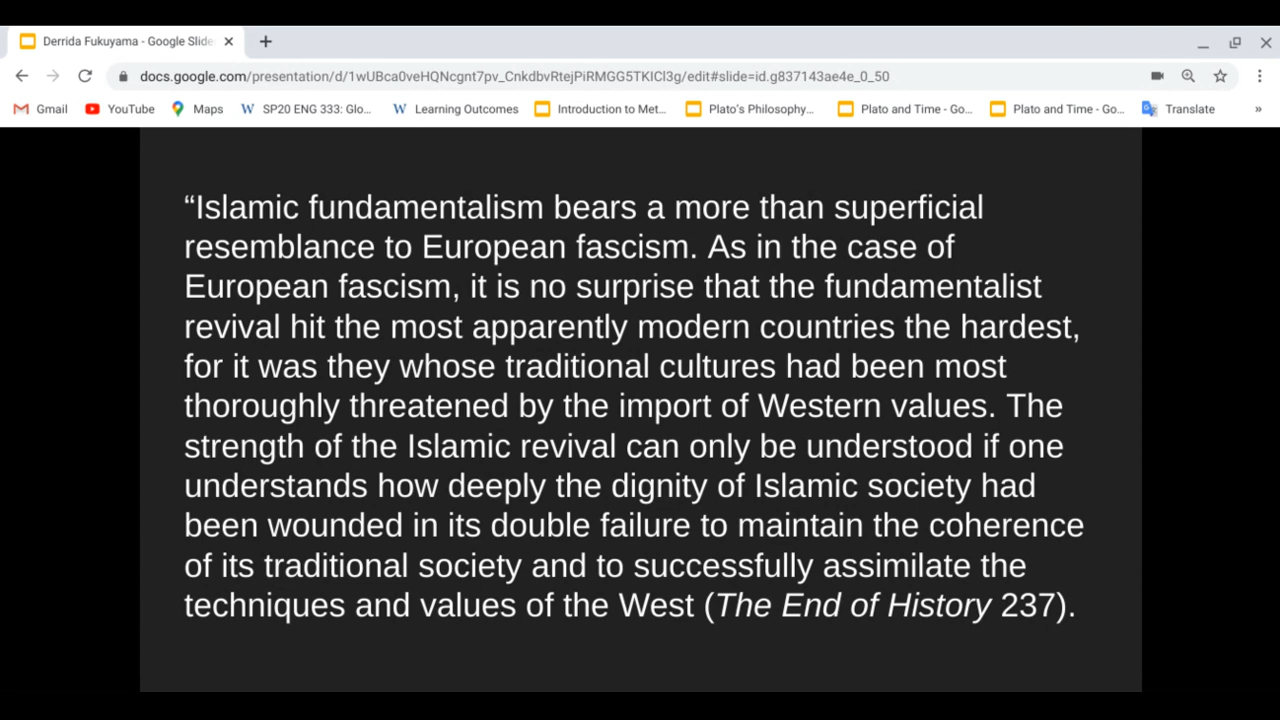 Derrida Fukuyama - Google Slide
docs.google.com/presentation/d/1wUBca0veHQNcgnt7pv_CnkdbvRtejPiRMGG5TKICl3g/edit#slide=id.g837143ae4e_0_50
Gmail YouTube Maps SP20 ENG 333: Glo... Learning Outcomes Introduction to Met... Plato's Philosophy... Plato and Time - Go... Plato and Time - Go... Translate »
“Islamic fundamentalism bears a more than superficial
resemblance to European fascism. As in the case of
European fascism, it is no surprise that the fundamentalist
revival hit the most apparently modern countries the hardest,
for it was they whose traditional cultures had been most
thoroughly threatened by the import of Western values. The
strength of the Islamic revival can only be understood if one
understands how deeply the dignity of Islamic society had
been wounded in its double failure to maintain the coherence
of its traditional society and to successfully assimilate the
techniques and values of the West (The End of History 237).